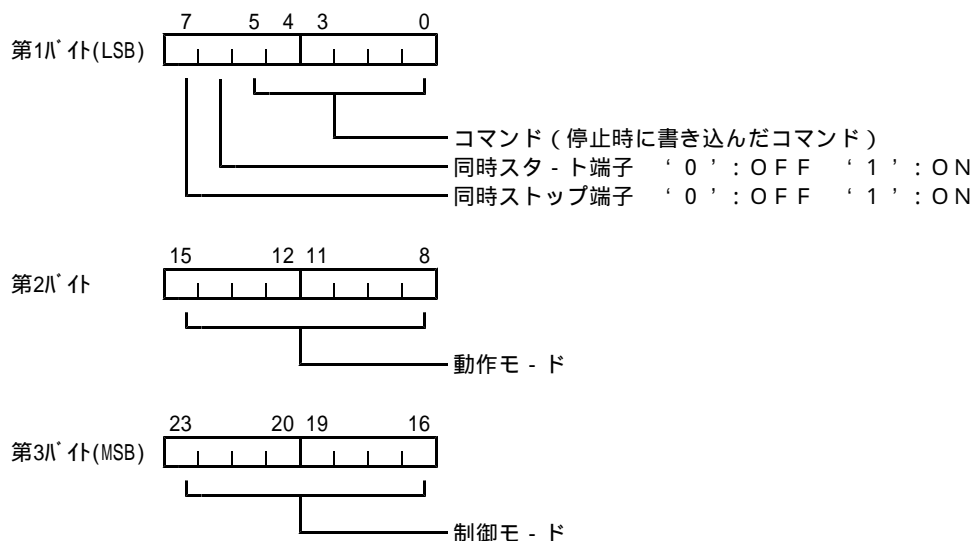 7 5 4 3 0
第1ﾊﾞｲﾄ(LSB)
コマンド（停止時に書き込んだコマンド）
同時スタ-ト端子 ‘０’：ＯＦＦ ‘１’：ＯＮ
同時ストップ端子 ‘０’：ＯＦＦ ‘１’：ＯＮ
15 12 11 8
第2ﾊﾞｲﾄ
動作モ-ド
23 20 19 16
第3ﾊﾞｲﾄ(MSB)
制御モ-ド